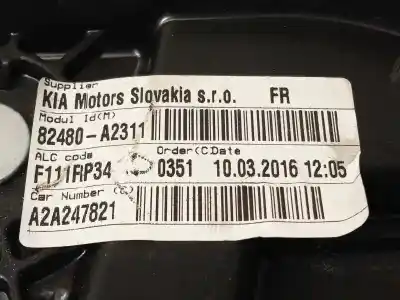 Supplier
KIA Motors Slovakia s.r.o. FR
Modul Id(M)
82480-A2311
ALC code Order(C.Date
F111RP34 0351 10.03.2016 12:05
Car Number (C)
A2A247821